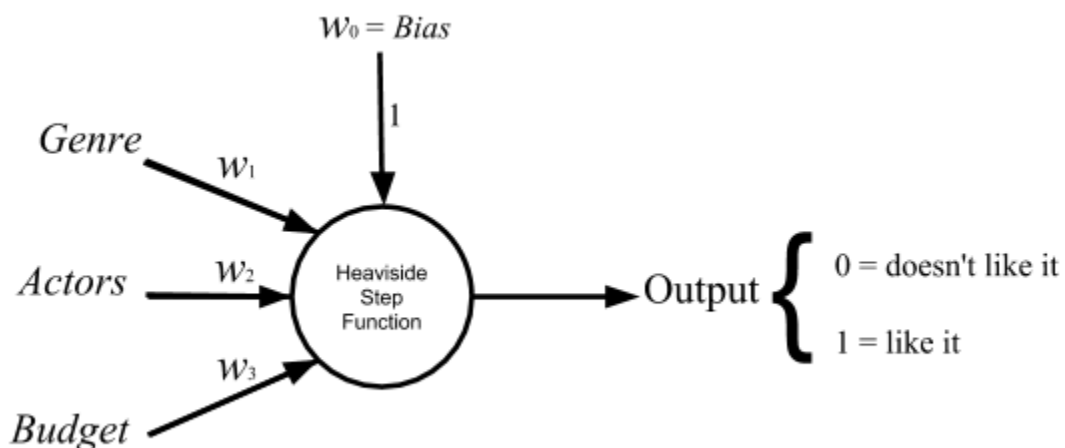 w₀ = Bias
1
Genre
w₁
Actors
w₂
Budget
w₃
Heaviside
Step
Function
Output {
0 = doesn't like it
1 = like it